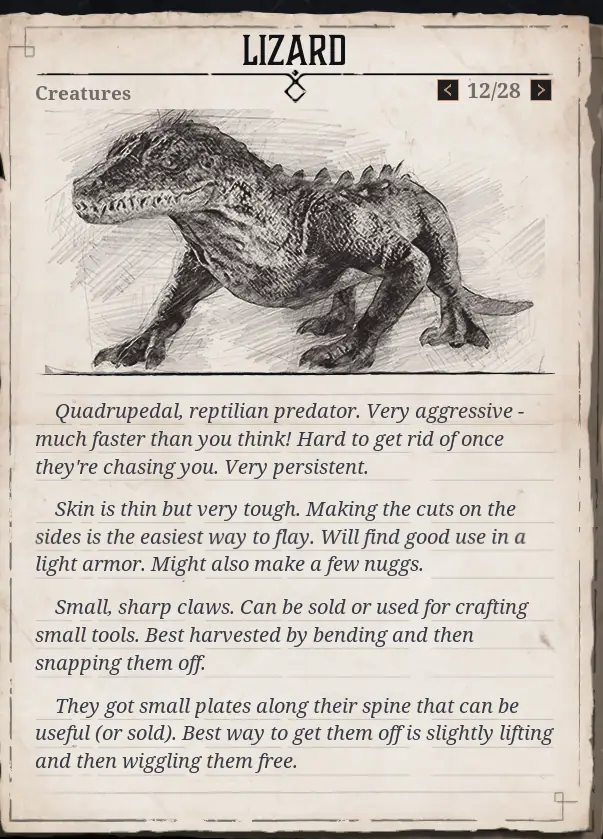 LIZARD
Creatures
12/28
Quadrupedal, reptilian predator. Very aggressive -
much faster than you think! Hard to get rid of once
they're chasing you. Very persistent.
Skin is thin but very tough. Making the cuts on the
sides is the easiest way to flay. Will find good use in a
light armor. Might also make a few nuggs.
Small, sharp claws. Can be sold or used for crafting
small tools. Best harvested by bending and then
snapping them off.
They got small plates along their spine that can be
useful (or sold). Best way to get them off is slightly lifting
and then wiggling them free.